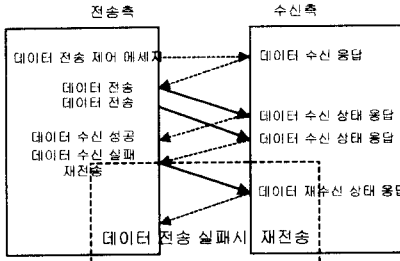 전송측 수신측
데이터 전송 제어 메세지 데이터 수신 응답
데이터 전송
데이터 전송
데이터 수신 상태 응답
데이터 수신 성공 데이터 수신 상태 응답
데이터 수신 실패
재전송
데이터 재수신 상태 응답
데이터 전송 실패시 재전송